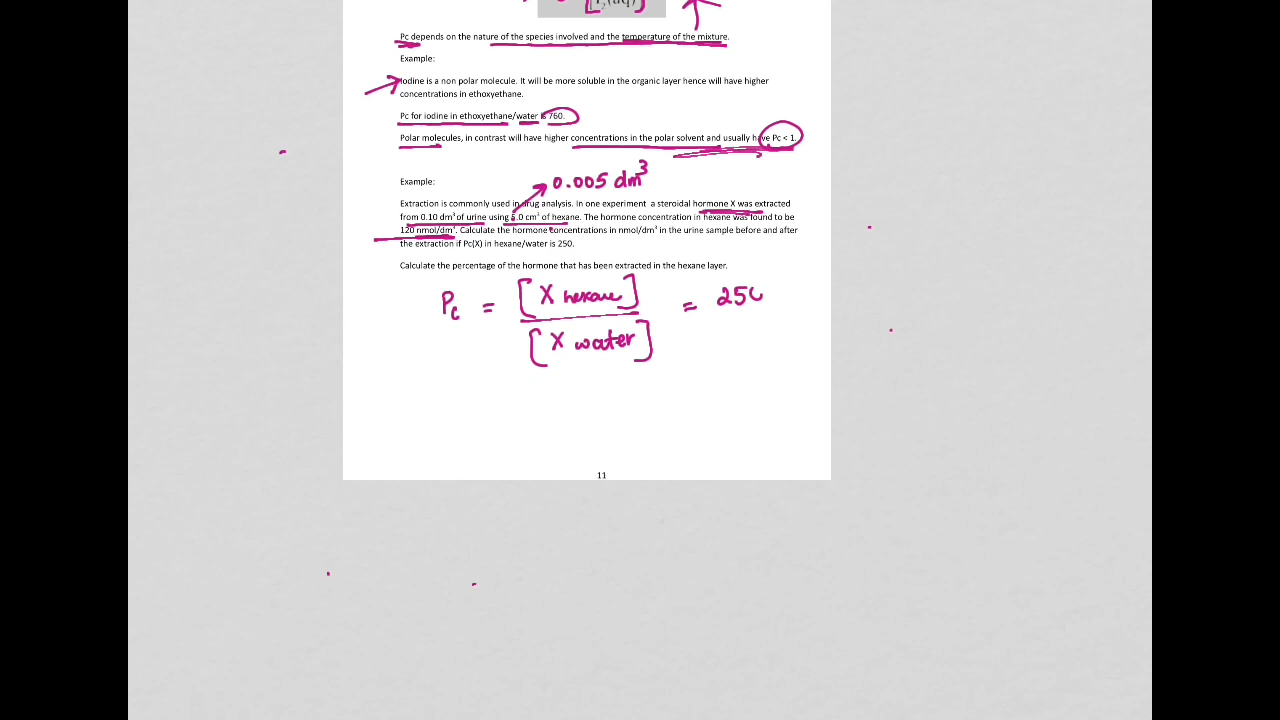 [I₂(aq)]
Pc depends on the nature of the species involved and the temperature of the mixture.
Example:
Iodine is a non polar molecule. It will be more soluble in the organic layer hence will have higher
concentrations in ethoxyethane.
Pc for iodine in ethoxyethane/water is 760.
Polar molecules, in contrast will have higher concentrations in the polar solvent and usually have Pc < 1.
Example:
0.005 dm³
Extraction is commonly used in drug analysis. In one experiment a steroidal hormone X was extracted
from 0.10 dm³ of urine using 5.0 cm³ of hexane. The hormone concentration in hexane was found to be
120 nmol/dm³. Calculate the hormone concentrations in nmol/dm³ in the urine sample before and after
the extraction if Pc(X) in hexane/water is 250.
Calculate the percentage of the hormone that has been extracted in the hexane layer.
Pc = [X hexane] / [X water] = 250
11